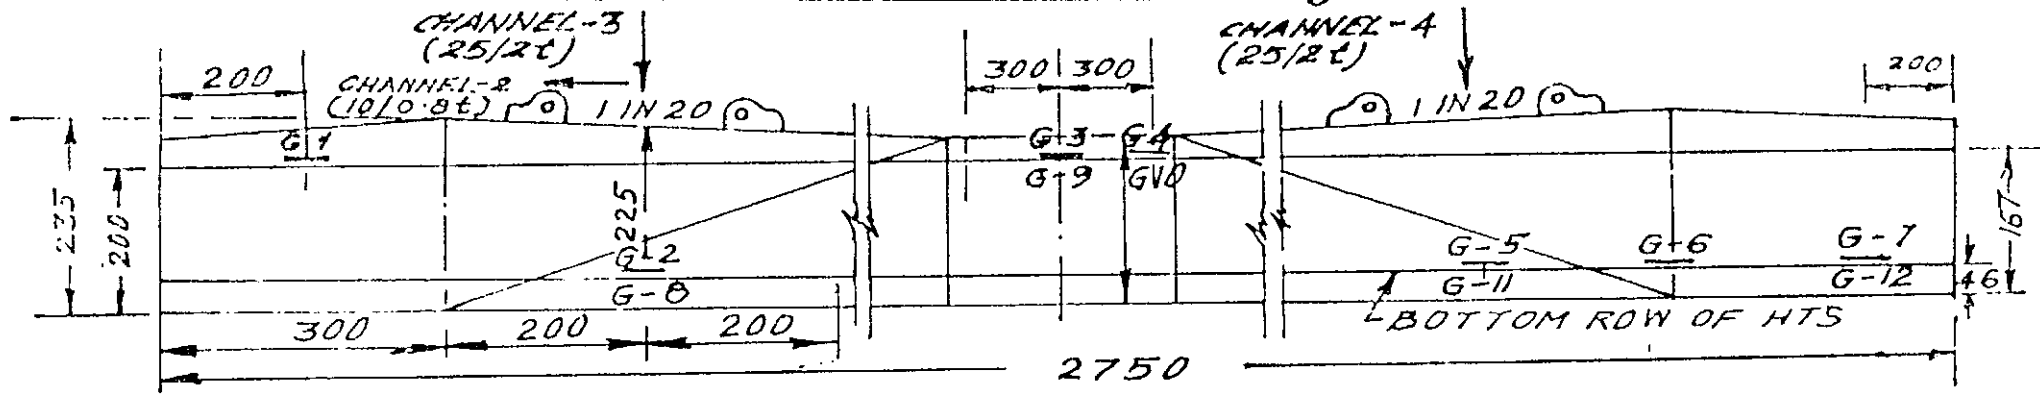 CHANNEL-3
(25/2t)
CHANNEL-4
(25/2t)
200
CHANNEL-2
(10/0.8t)
300
300
200
1 IN 20
1 IN 20
G-1
G-3
G-4
G-9
G10
235
200
225
167
G-2
G-8
G-5
G-11
G-6
G-7
G-12
46
BOTTOM ROW OF HTS
300
200
200
2750